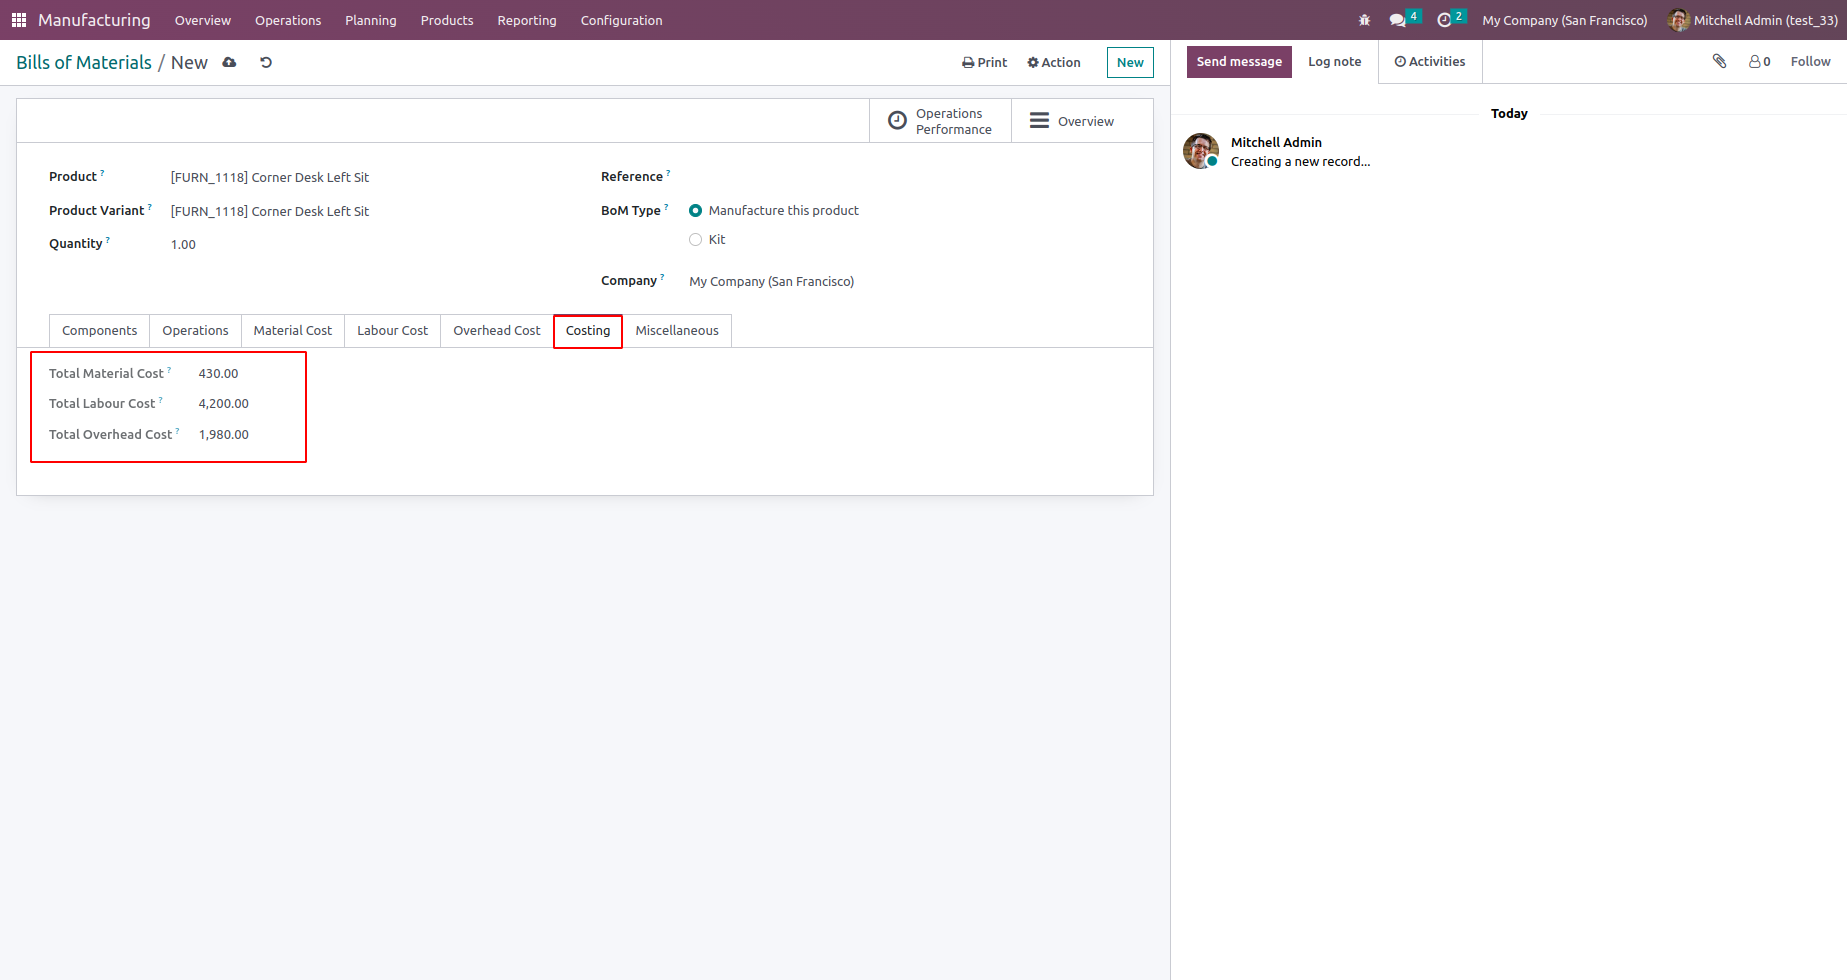 Manufacturing Overview Operations Planning Products Reporting Configuration 4 2 My Company (San Francisco) Mitchell Admin (test_33)
Bills of Materials / New Print Action New
Send message Log note Activities 0 Follow
Operations
Performance
Overview
Product ? [FURN_1118] Corner Desk Left Sit
Product Variant ? [FURN_1118] Corner Desk Left Sit
Quantity ? 1.00
Reference ?
BoM Type ? Manufacture this product
Kit
Company ? My Company (San Francisco)
Components Operations Material Cost Labour Cost Overhead Cost Costing Miscellaneous
Total Material Cost ? 430.00
Total Labour Cost ? 4,200.00
Total Overhead Cost ? 1,980.00
Today
Mitchell Admin
Creating a new record...